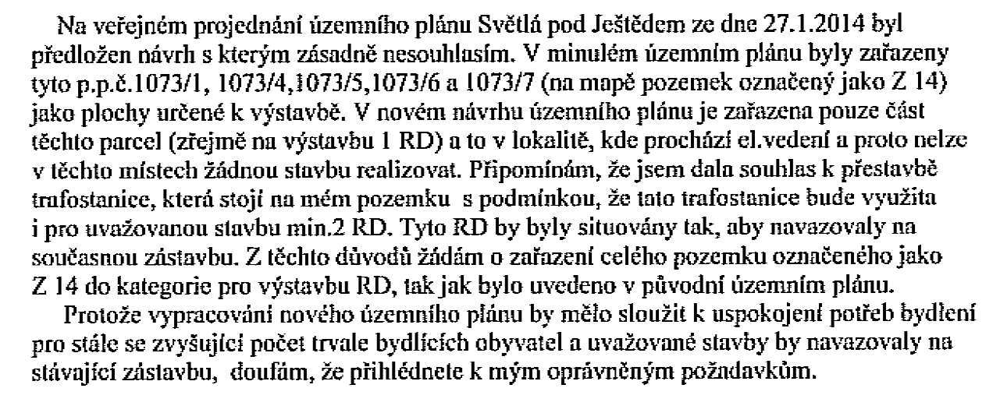 Na veřejném projednání územního plánu Světlá pod Ještědem ze dne 27.1.2014 byl
předložen návrh s kterým zásadně nesouhlasím. V minulém územním plánu byly zařazeny
tyto p.p.č.1073/1, 1073/4,1073/5,1073/6 a 1073/7 (na mapě pozemek označený jako Z 14)
jako plochy určené k výstavbě. V novém návrhu územního plánu je zařazena pouze část
těchto parcel (zřejmě na výstavbu 1 RD) a to v lokalitě, kde prochází el.vedení a proto nelze
v těchto místech žádnou stavbu realizovat. Připomínám, že jsem dala souhlas k přestavbě
trafostanice, která stojí na mém pozemku  s podmínkou, že tato trafostanice bude využita
i pro uvažovanou stavbu min.2 RD. Tyto RD by byly situovány tak, aby navazovaly na
současnou zástavbu. Z těchto důvodů žádám o zařazení celého pozemku označeného jako
Z 14 do kategorie pro výstavbu RD, tak jak bylo uvedeno v původní územním plánu.
Protože vypracování nového územního plánu by mělo sloužit k uspokojení potřeb bydlení
pro stále se zvyšující počet trvale bydlících obyvatel a uvažované stavby by navazovaly na
stávající zástavbu,  doufám, že přihlédnete k mým oprávněným požadavkům.